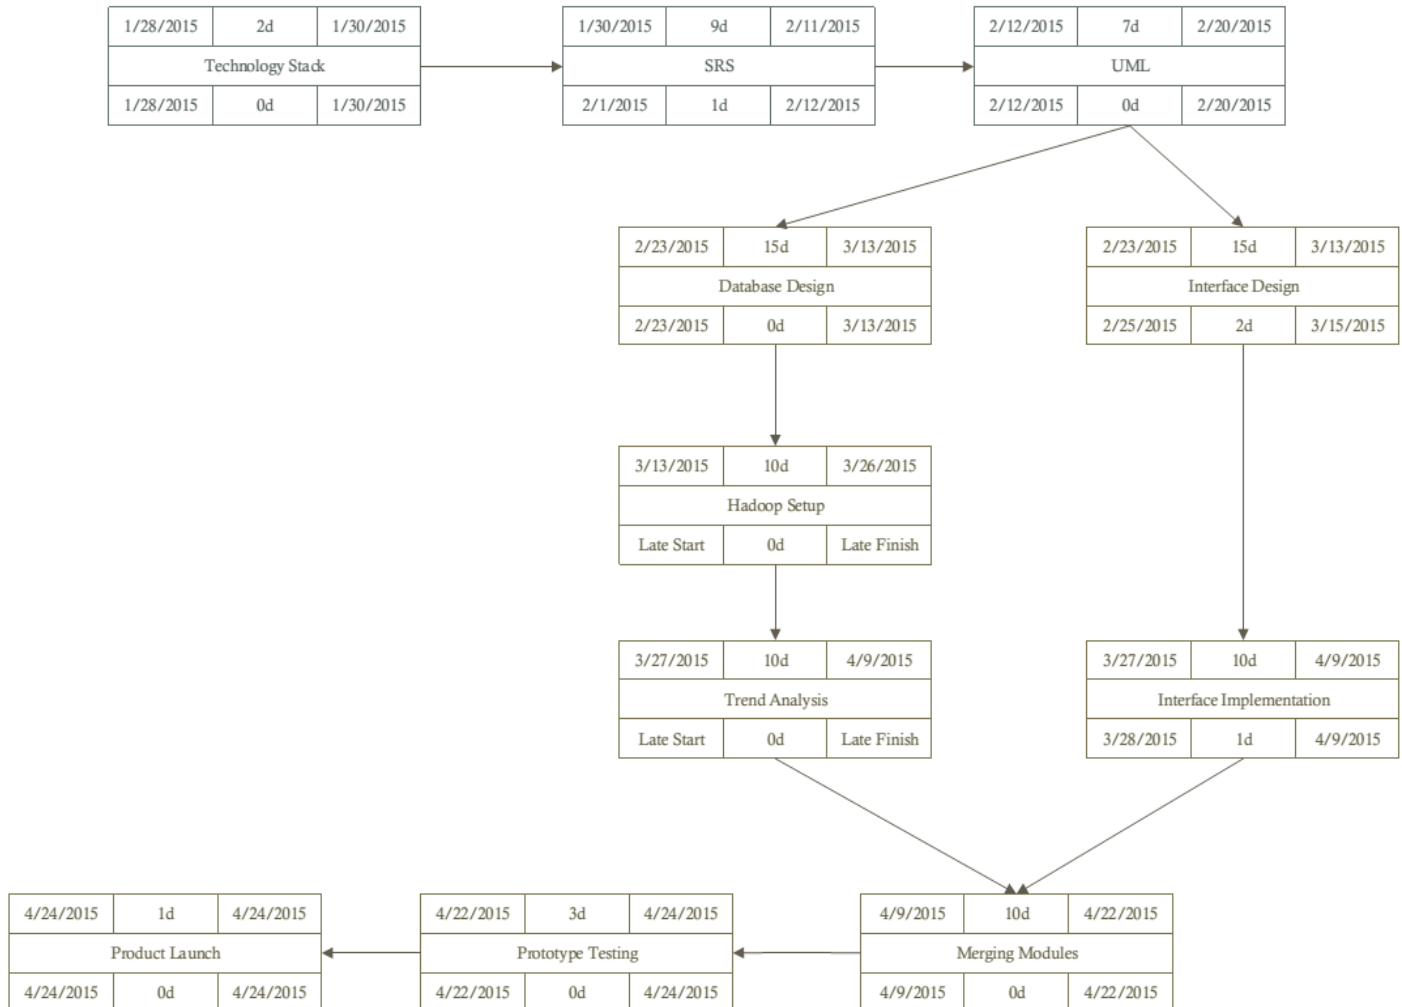 1/28/2015 2d 1/30/2015
Technology Stack
1/28/2015 0d 1/30/2015
1/30/2015 9d 2/11/2015
SRS
2/1/2015 1d 2/12/2015
2/12/2015 7d 2/20/2015
UML
2/12/2015 0d 2/20/2015
2/23/2015 15d 3/13/2015
Database Design
2/23/2015 0d 3/13/2015
2/23/2015 15d 3/13/2015
Interface Design
2/25/2015 2d 3/15/2015
3/13/2015 10d 3/26/2015
Hadoop Setup
Late Start 0d Late Finish
3/27/2015 10d 4/9/2015
Trend Analysis
Late Start 0d Late Finish
3/27/2015 10d 4/9/2015
Interface Implementation
3/28/2015 1d 4/9/2015
4/24/2015 1d 4/24/2015
Product Launch
4/24/2015 0d 4/24/2015
4/22/2015 3d 4/24/2015
Prototype Testing
4/22/2015 0d 4/24/2015
4/9/2015 10d 4/22/2015
Merging Modules
4/9/2015 0d 4/22/2015